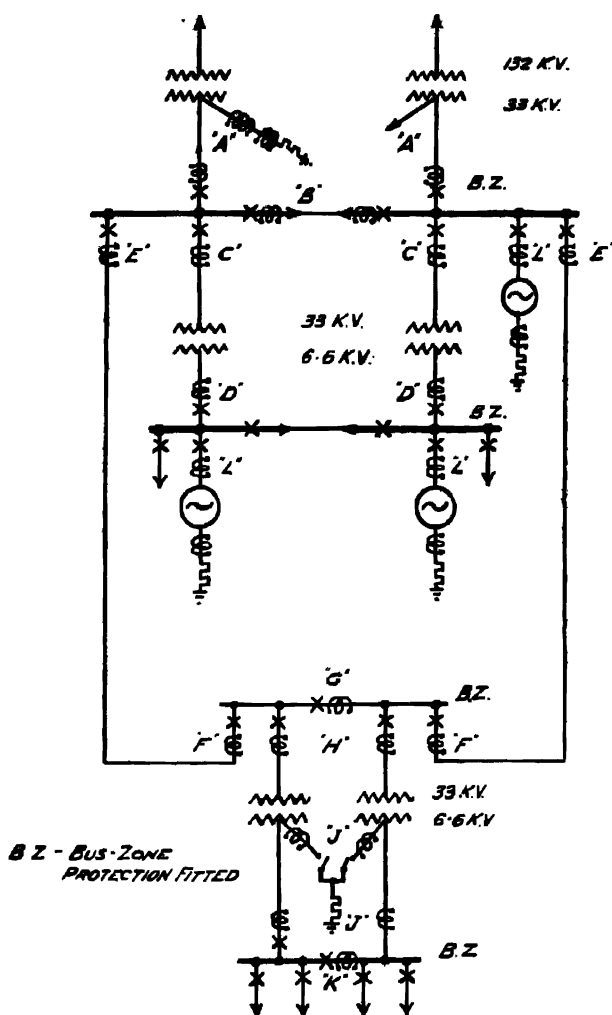 132 K.V.
33 K.V.
"A"
"A"
B.Z.
"B"
"E"
C"
"C"
"L"
"E"
33 K.V.
6·6 K.V.
"D"
"D"
B.Z.
"L"
"L"
"G"
B.Z.
"F"
"H"
"F"
33 K.V.
6·6 K.V
"J"
B Z - BUS-ZONE
PROTECTION FITTED
"J"
B.Z
"K"